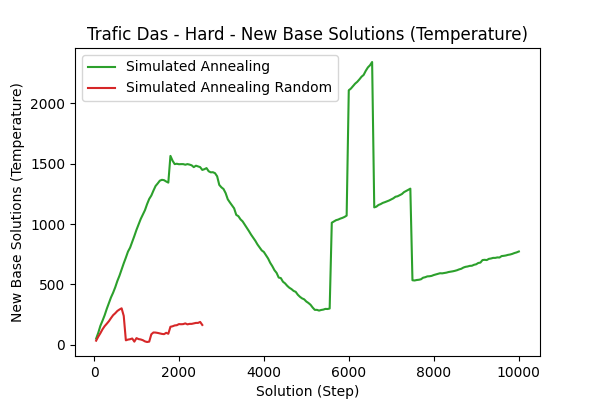 Trafic Das - Hard - New Base Solutions (Temperature)
Simulated Annealing
Simulated Annealing Random
New Base Solutions (Temperature)
2000
1500
1000
500
0
0 2000 4000 6000 8000 10000
Solution (Step)